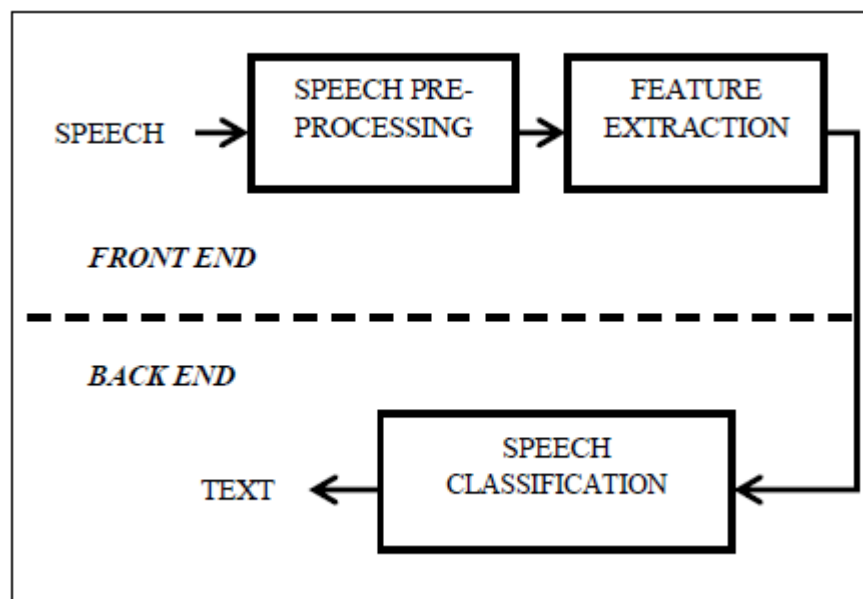 SPEECH
SPEECH PRE-
PROCESSING
FEATURE
EXTRACTION
FRONT END
BACK END
SPEECH
CLASSIFICATION
TEXT